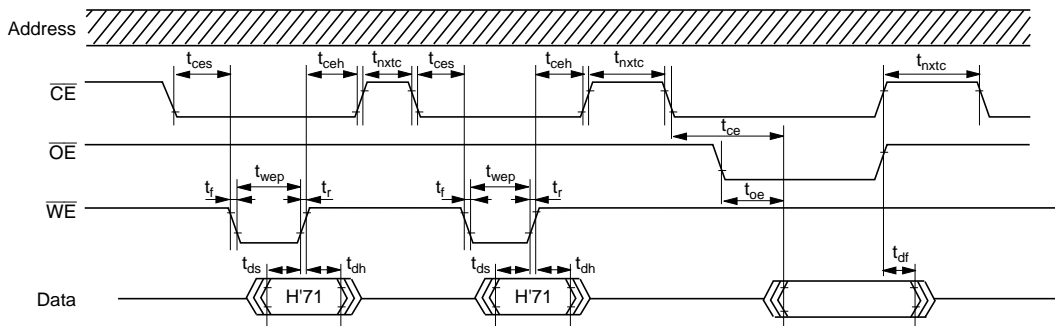 Address
tces tceh tnxtc tces tceh tnxtc tnxtc
CE
tce
OE
twep twep
tf tr tf tr toe
WE
tds tdh tds tdh tdf
Data H'71 H'71